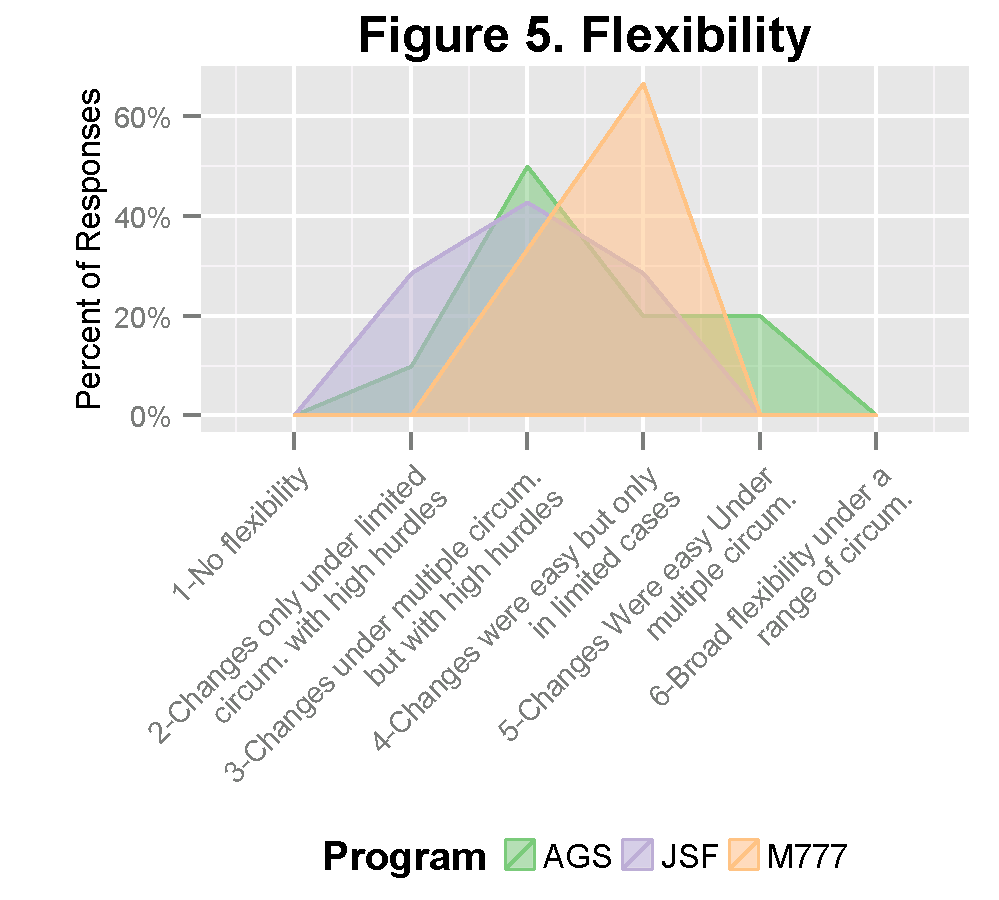 Figure 5. Flexibility
Percent of Responses
60%
40%
20%
0%
1-No flexibility
2-Changes only under limited
circum. with high hurdles
3-Changes under multiple circum.
but with high hurdles
4-Changes were easy but only
in limited cases
5-Changes Were easy Under
multiple circum.
6-Broad flexibility under a
range of circum.
Program AGS JSF M777